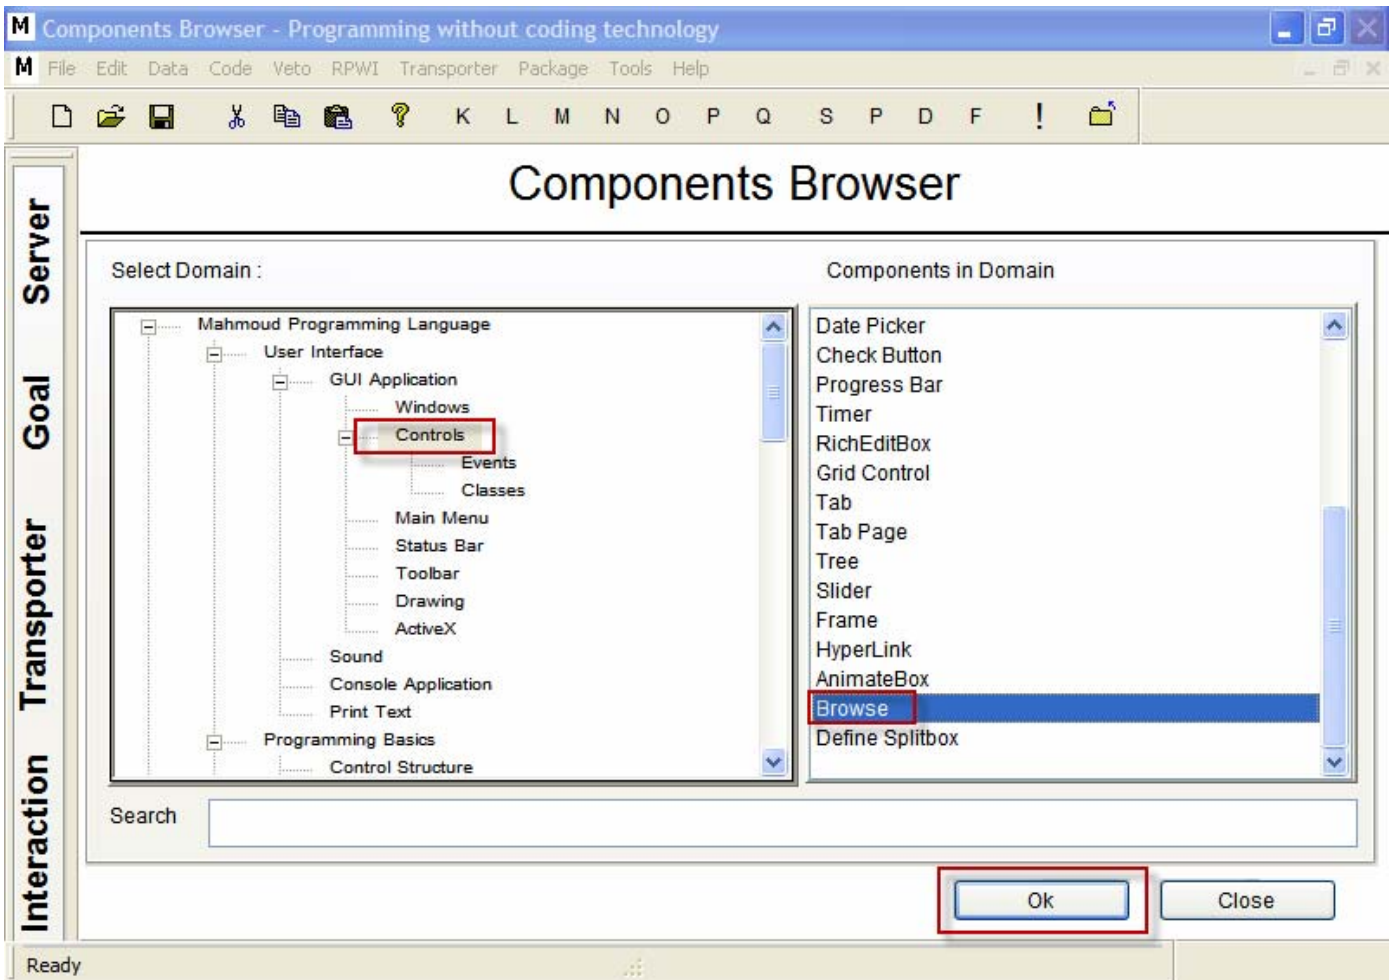 M Components Browser - Programming without coding technology
M File Edit Data Code Veto RPWI Transporter Package Tools Help
K L M N O P Q S P D F !
Components Browser
Server
Goal
Transporter
Interaction
Select Domain :
Mahmoud Programming Language
User Interface
GUI Application
Windows
Controls
Events
Classes
Main Menu
Status Bar
Toolbar
Drawing
ActiveX
Sound
Console Application
Print Text
Programming Basics
Control Structure
Components in Domain
Date Picker
Check Button
Progress Bar
Timer
RichEditBox
Grid Control
Tab
Tab Page
Tree
Slider
Frame
HyperLink
AnimateBox
Browse
Define Splitbox
Search
Ok Close
Ready